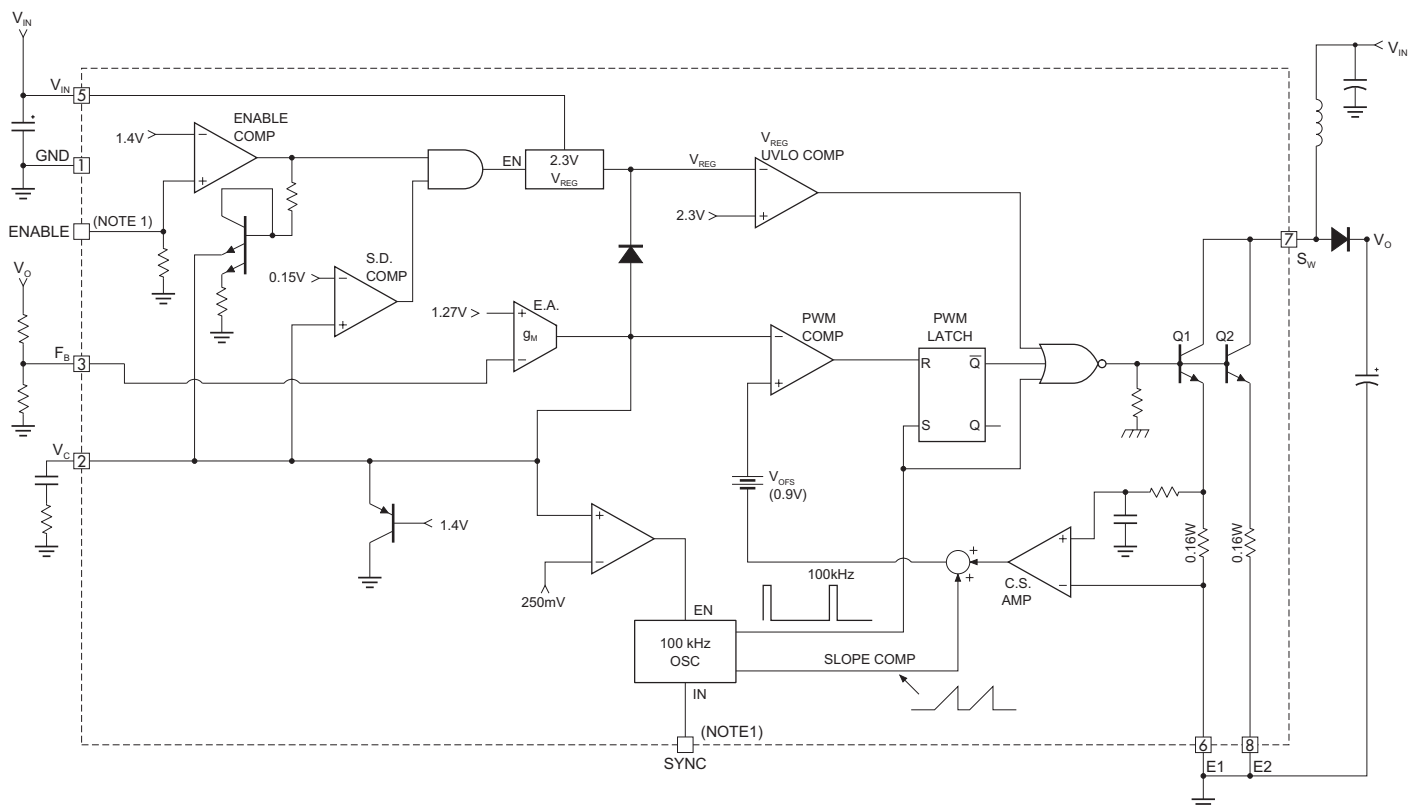 VIN
VIN
VIN
5
ENABLE
COMP
1.4V
VREG
UVLO COMP
GND
1
EN
2.3V
VREG
VREG
2.3V
ENABLE
(NOTE 1)
7
VO
SW
S.D.
COMP
0.15V
VO
1.27V
E.A.
+
−
gM
PWM
COMP
PWM
LATCH
Q1
Q2
FB
3
R
Q
S
Q
VC
2
VOFS
(0.9V)
1.4V
0.16W
0.16W
100kHz
C.S.
AMP
250mV
EN
100 kHz
OSC
SLOPE COMP
IN
(NOTE1)
SYNC
6
8
E1
E2